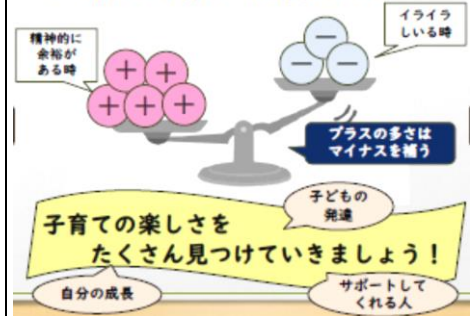 精神的に
余裕が
ある時
イライラ
しいる時
＋
＋
＋
＋
＋
－
－
－
プラスの多さは
マイナスを補う
子どもの
発達
子育ての楽しさを
たくさん見つけていきましょう！
自分の成長
サポートして
くれる人